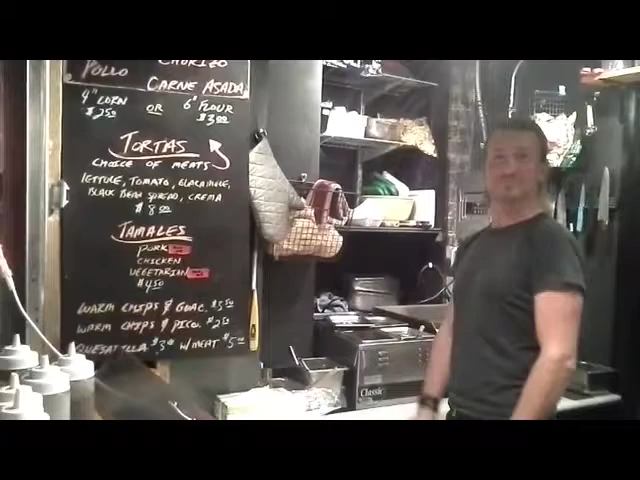 CHORIZO
POLLO
CARNE ASADA
4" CORN OR 6" FLOUR
$2.50 $3.00
TORTAS
CHOICE OF MEATS
LETTUCE, TOMATO, GUACAMOLE,
BLACK BEAN SPREAD, CREMA
$8.00
TAMALES
PORK
CHICKEN
VEGETARIAN
$4.50
WARM CHIPS & GUAC. $3.50
WARM CHIPS & PICO. $2.50
QUESADILLA $3.00 W/MEAT $5.00
Classic